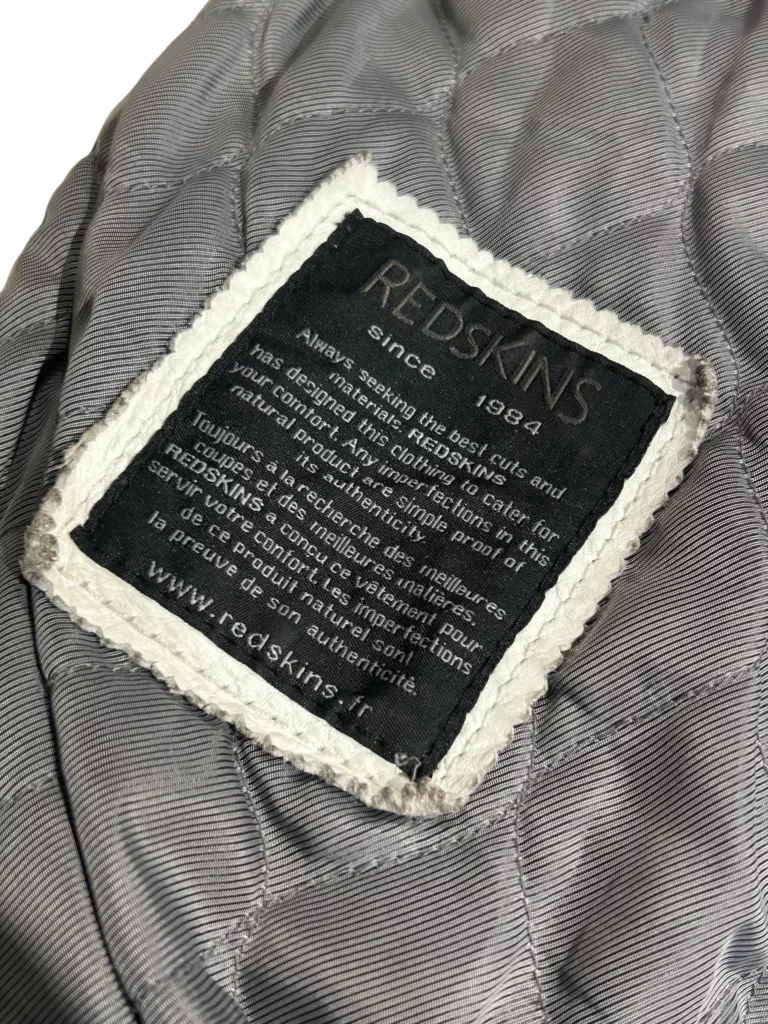 REDSKINS
since 1984
Always seeking the best cuts and
materials, REDSKINS
has designed this clothing to cater for
your comfort. Any imperfections in this
natural product are simple proof of
its authenticity.
Toujours à la recherche des meilleures
coupes et des meilleures matières,
REDSKINS a conçu ce vêtement pour
servir votre confort. Les imperfections
de ce produit naturel sont
la preuve de son authenticité.
www.redskins.fr